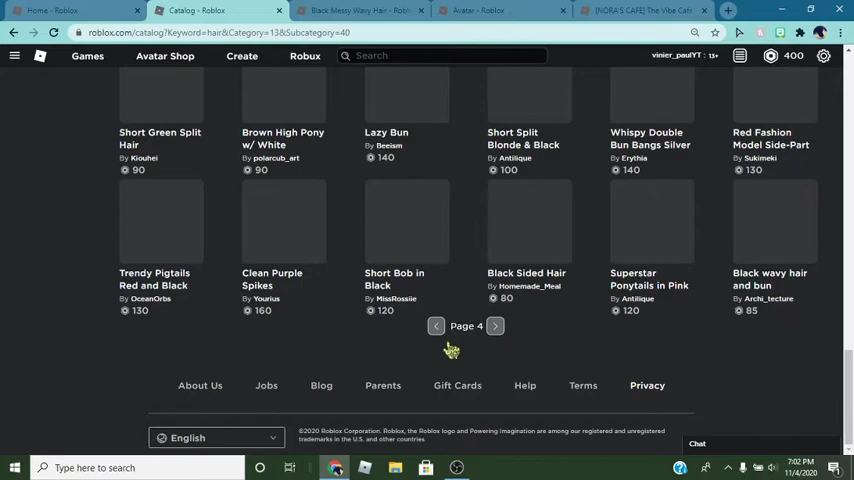 Home - Roblox
Catalog - Roblox
Black Messy Wavy Hair - Robl
Avatar - Roblox
[NORA'S CAFE] The Vibe Cafe
roblox.com/catalog?Keyword=hair&Category=13&Subcategory=40
Games
Avatar Shop
Create
Robux
Search
vinier_paulYT : 13+
400
Short Green Split Hair
By Kiouhei
90
Brown High Pony w/ White
By polarcub_art
90
Lazy Bun
By Beeism
140
Short Split Blonde & Black
By Antilique
100
Whispy Double Bun Bangs Silver
By Erythia
140
Red Fashion Model Side-Part
By Sukimeki
130
Trendy Pigtails Red and Black
By OceanOrbs
130
Clean Purple Spikes
By Yourius
160
Short Bob in Black
By MissRossiie
120
Black Sided Hair
By Homemade_Meal
80
Superstar Ponytails in Pink
By Antilique
120
Black wavy hair and bun
By Archi_tecture
85
Page 4
About Us
Jobs
Blog
Parents
Gift Cards
Help
Terms
Privacy
English
©2020 Roblox Corporation. Roblox, the Roblox logo and Powering Imagination are among our registered and unregistered
trademarks in the U.S. and other countries
Chat
Type here to search
7:02 PM
11/4/2020